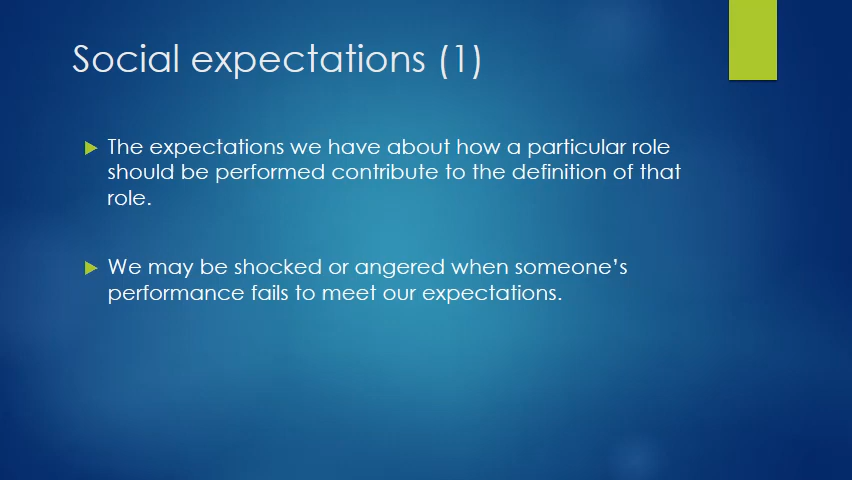 Social expectations (1)
The expectations we have about how a particular role
should be performed contribute to the definition of that
role.
We may be shocked or angered when someone’s
performance fails to meet our expectations.